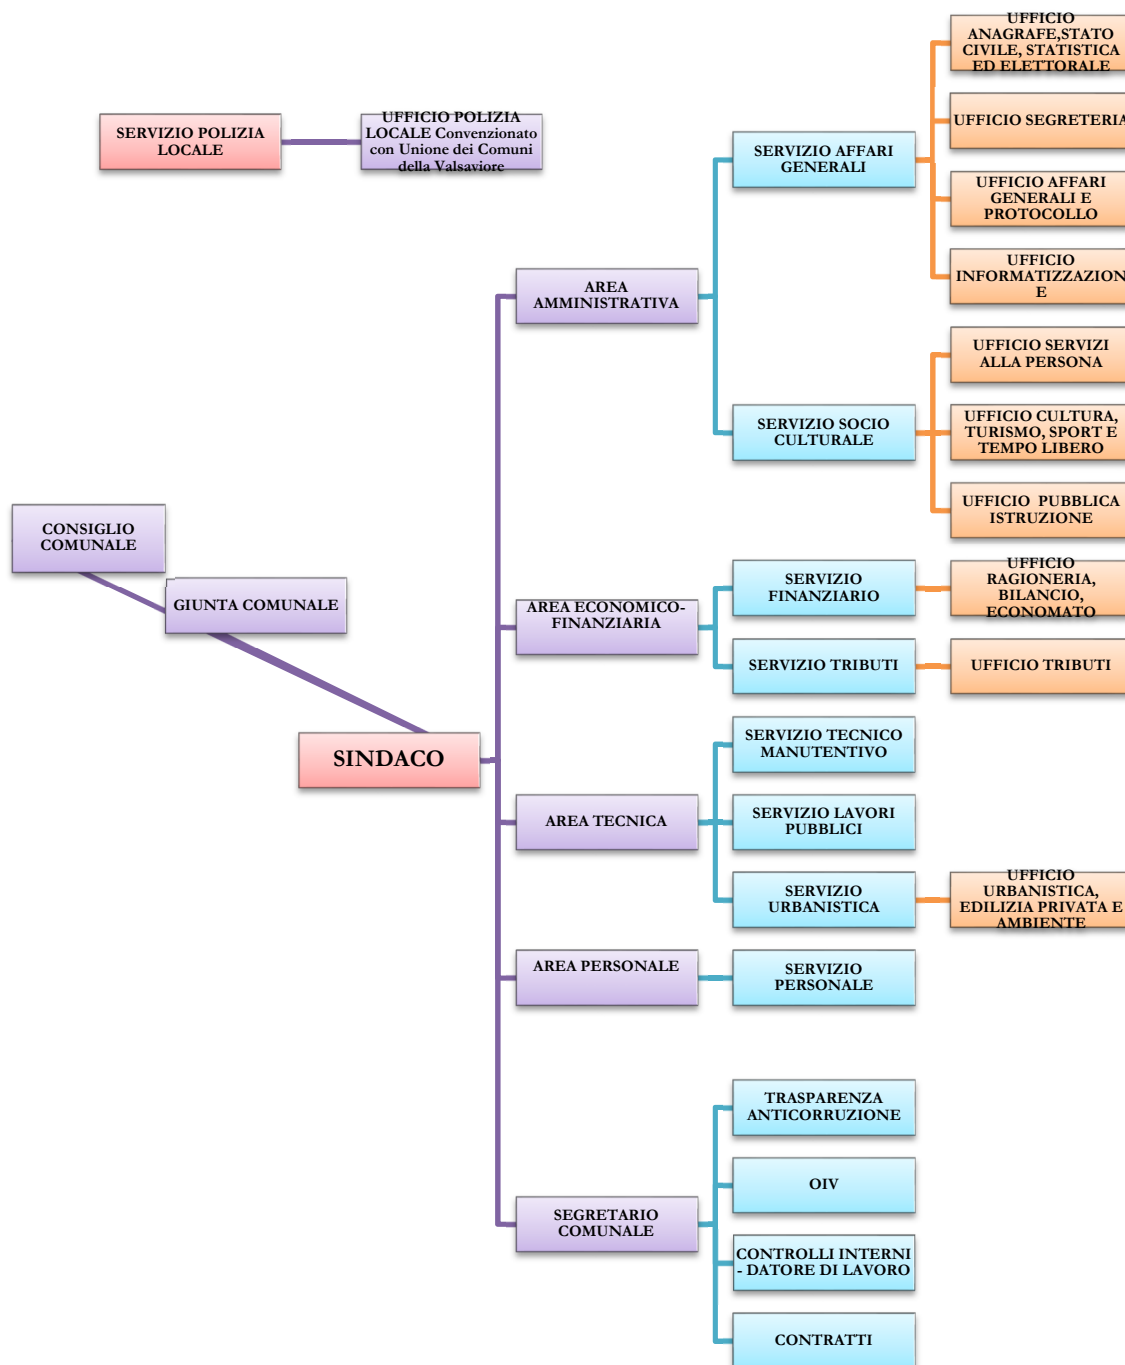 UFFICIO
ANAGRAFE,STATO
CIVILE, STATISTICA
ED ELETTORALE
SERVIZIO POLIZIA
LOCALE
UFFICIO POLIZIA
LOCALE Convenzionato
con Unione dei Comuni
della Valsaviore
UFFICIO SEGRETERIA
SERVIZIO AFFARI
GENERALI
UFFICIO AFFARI
GENERALI E
PROTOCOLLO
UFFICIO
INFORMATIZZAZION
E
AREA
AMMINISTRATIVA
UFFICIO SERVIZI
ALLA PERSONA
SERVIZIO SOCIO
CULTURALE
UFFICIO CULTURA,
TURISMO, SPORT E
TEMPO LIBERO
UFFICIO  PUBBLICA
ISTRUZIONE
CONSIGLIO
COMUNALE
GIUNTA COMUNALE
AREA ECONOMICO-
FINANZIARIA
SERVIZIO
FINANZIARIO
UFFICIO
RAGIONERIA,
BILANCIO,
ECONOMATO
SERVIZIO TRIBUTI
UFFICIO TRIBUTI
SINDACO
SERVIZIO TECNICO
MANUTENTIVO
AREA TECNICA
SERVIZIO LAVORI
PUBBLICI
SERVIZIO
URBANISTICA
UFFICIO
URBANISTICA,
EDILIZIA PRIVATA E
AMBIENTE
AREA PERSONALE
SERVIZIO
PERSONALE
TRASPARENZA
ANTICORRUZIONE
OIV
SEGRETARIO
COMUNALE
CONTROLLI INTERNI
- DATORE DI LAVORO
CONTRATTI